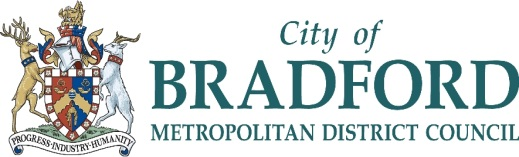 City of
BRADFORD
METROPOLITAN DISTRICT COUNCIL
PROGRESS·INDUSTRY·HUMANITY